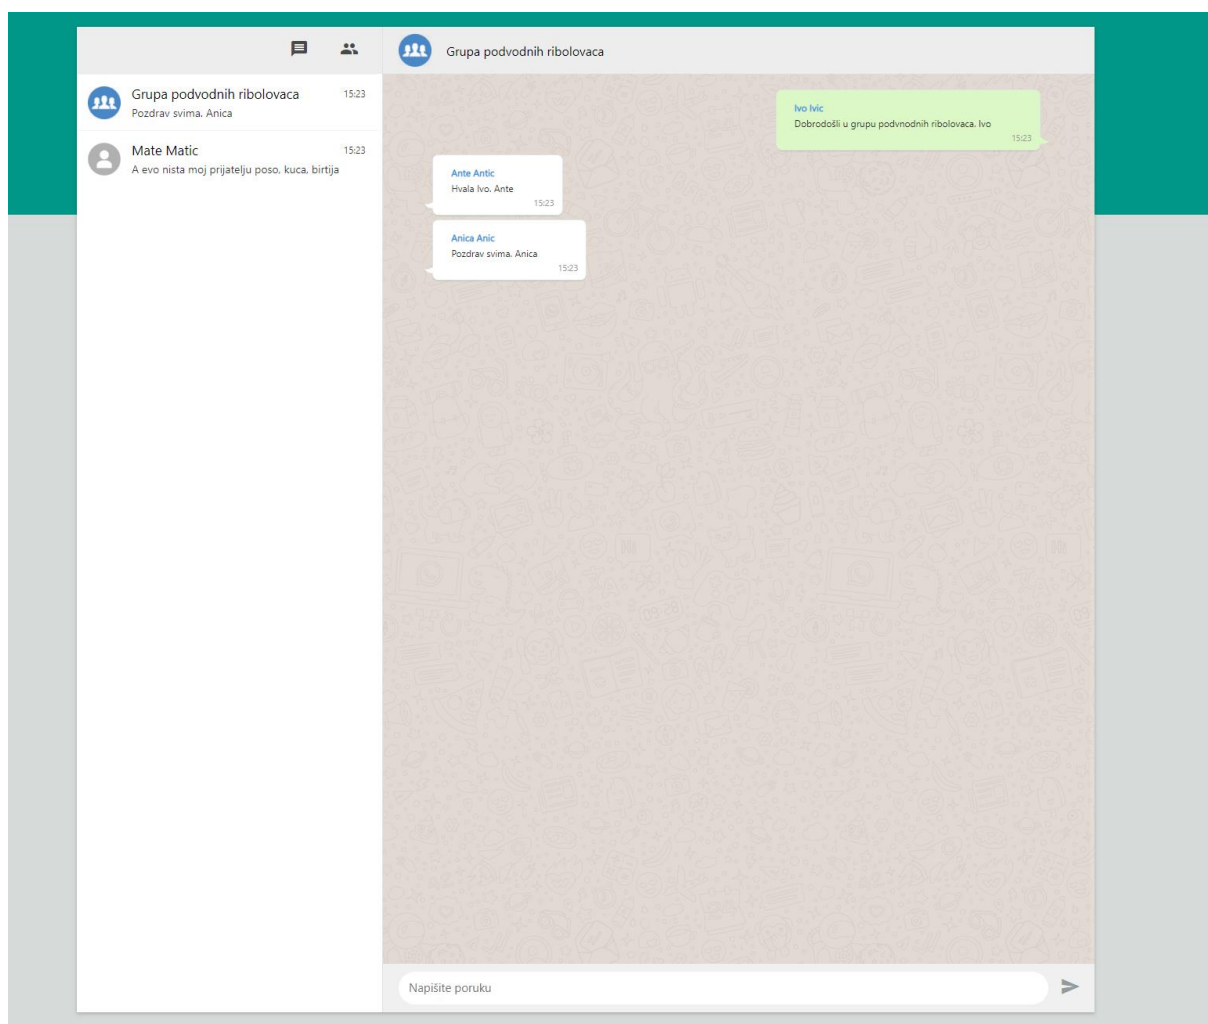 Grupa podvodnih ribolovaca
Grupa podvodnih ribolovaca 15:23
Pozdrav svima. Anica
Mate Matic 15:23
A evo nista moj prijatelju poso, kuca, birtija
Ivo Ivic
Dobrodošli u grupu podvnodnih ribolovaca. Ivo
15:23
Ante Antic
Hvala Ivo. Ante
15:23
Anica Anic
Pozdrav svima. Anica
15:23
Napišite poruku